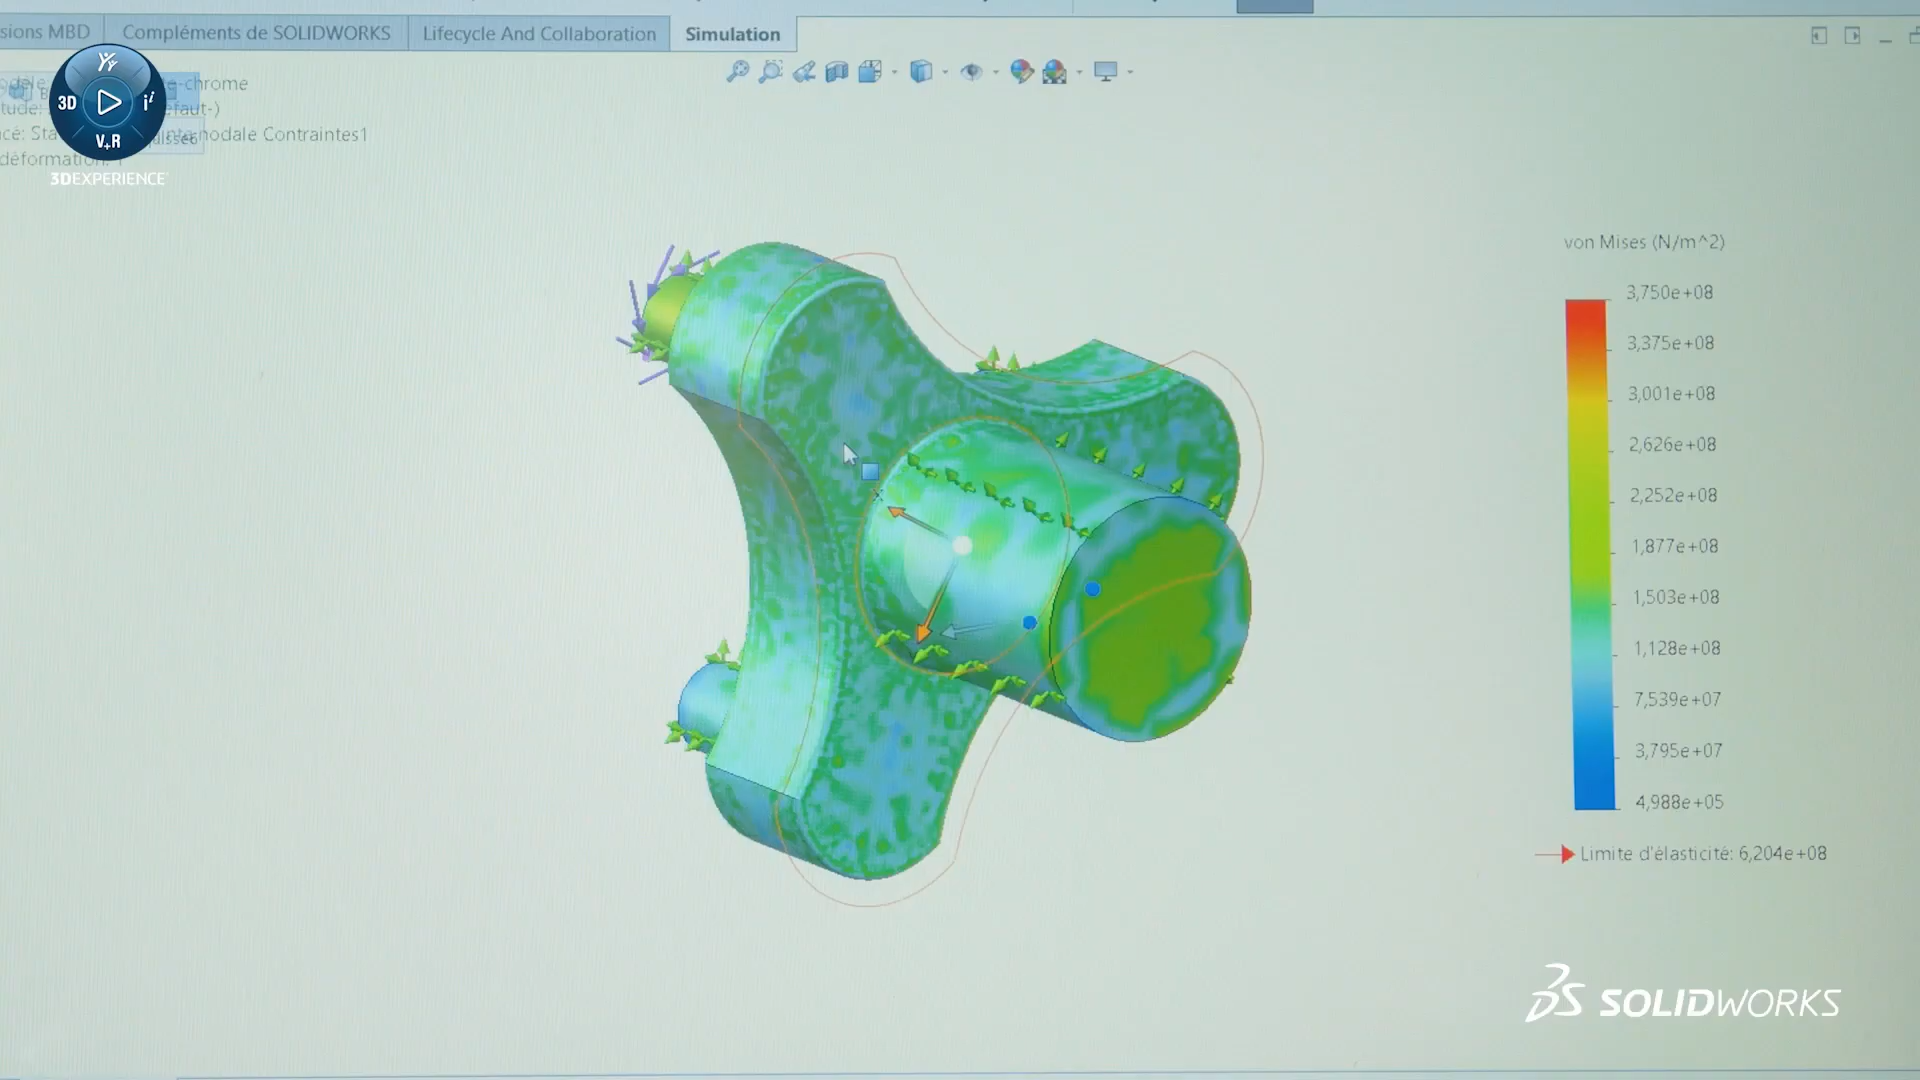 sions MBD
Compléments de SOLIDWORKS
Lifecycle And Collaboration
Simulation
-chrome
éfaut-)
nodale Contraintes1
déformation:
3D
i
V+R
3DEXPERIENCE
von Mises (N/m^2)
3,750e+08
3,375e+08
3,001e+08
2,626e+08
2,252e+08
1,877e+08
1,503e+08
1,128e+08
7,539e+07
3,795e+07
4,988e+05
Limite d'élasticité: 6,204e+08
SOLIDWORKS